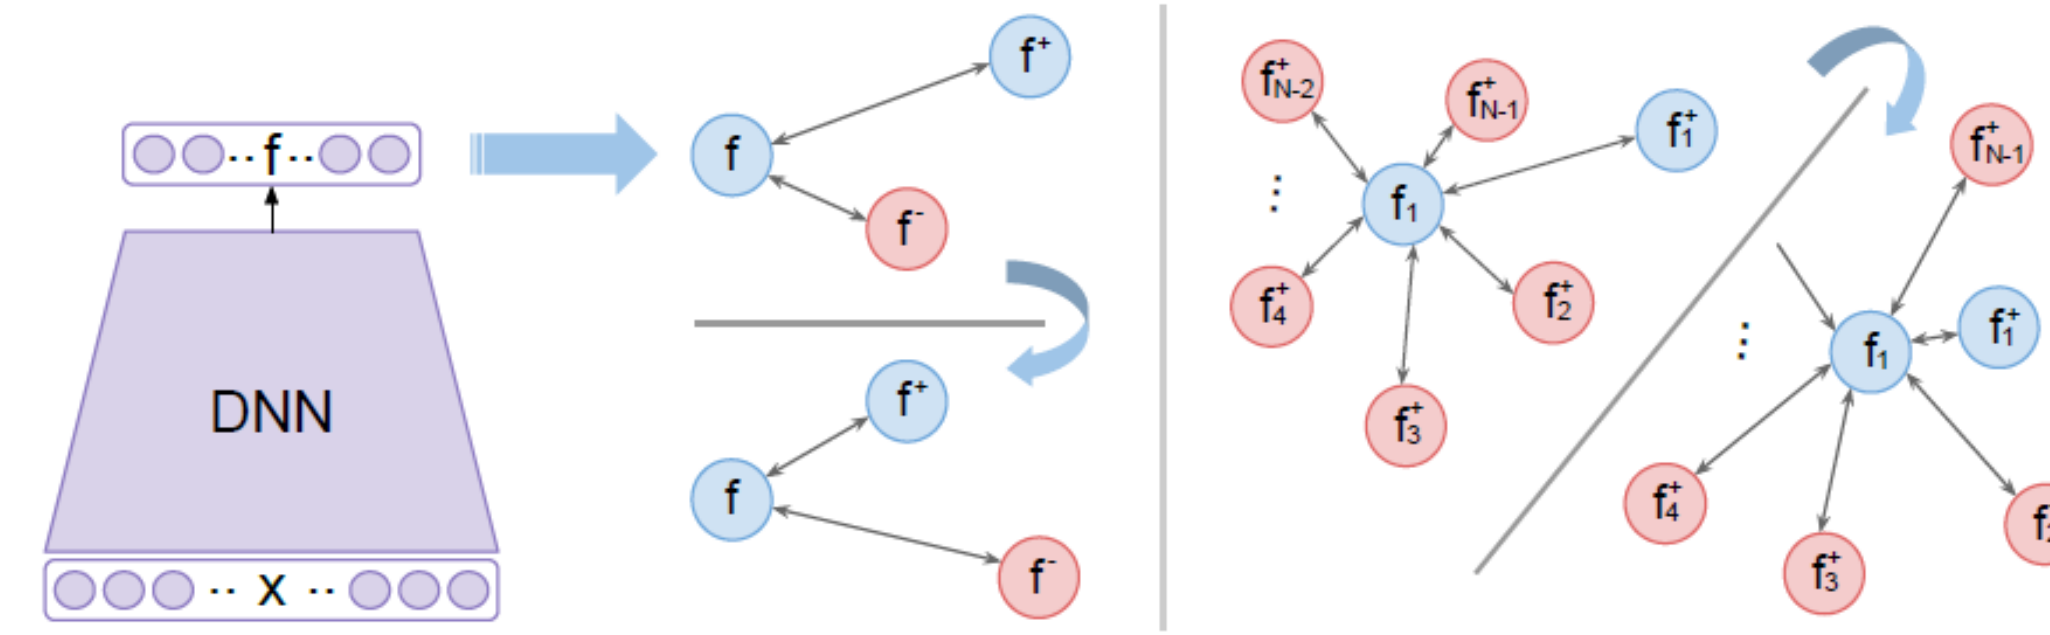 ·· f ··
DNN
·· x ··
f⁺
f
f⁻
f⁺
f
f⁻
f⁺N-2
f⁺N-1
f⁺1
f1
f⁺4
f⁺2
f⁺3
f⁺N-1
f⁺1
f1
f⁺4
f⁺3